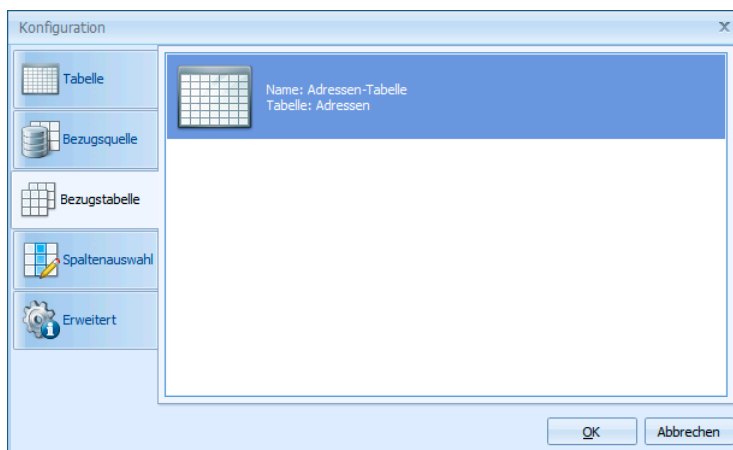 Konfiguration
x
Tabelle
Bezugsquelle
Bezugstabelle
Spaltenauswahl
Erweitert
Name: Adressen-Tabelle
Tabelle: Adressen
OK
Abbrechen